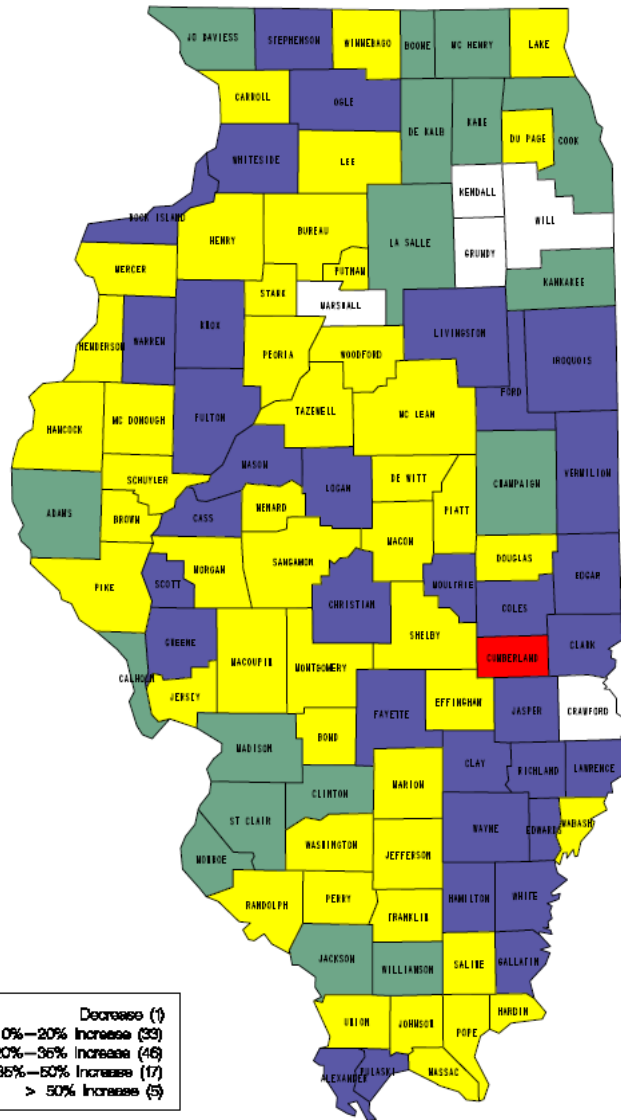 JO DAVIESS
STEPHENSON
WINNEBAGO
BOONE
MC HENRY
LAKE
CARROLL
OGLE
DE KALB
KANE
DU PAGE
COOK
WHITESIDE
LEE
KENDALL
WILL
ROCK ISLAND
HENRY
BUREAU
LA SALLE
GRUNDY
MERCER
PUTNAM
KANKAKEE
STARK
MARSHALL
HENDERSON
WARREN
KNOX
LIVINGSTON
PEORIA
WOODFORD
IROQUOIS
FORD
HANCOCK
MC DONOUGH
FULTON
TAZEWELL
MC LEAN
MASON
SCHUYLER
LOGAN
DE WITT
CHAMPAIGN
VERMILION
ADAMS
BROWN
CASS
MENARD
PIATT
MACON
DOUGLAS
PIKE
SCOTT
MORGAN
SANGAMON
MOULTRIE
EDGAR
CHRISTIAN
COLES
GREENE
SHELBY
CLARK
MACOUPIN
MONTGOMERY
CUMBERLAND
CALHOUN
JERSEY
EFFINGHAM
JASPER
CRAWFORD
FAYETTE
BOND
MADISON
CLAY
RICHLAND
LAWRENCE
MARION
CLINTON
ST CLAIR
WAYNE
EDWARDS
WABASH
WASHINGTON
JEFFERSON
MONROE
RANDOLPH
PERRY
HAMILTON
WHITE
FRANKLIN
JACKSON
WILLIAMSON
SALINE
GALLATIN
UNION
JOHNSON
POPE
HARDIN
ALEXANDER
PULASKI
MASSAC
Decrease (1)
0%-20% Increase (33)
20%-35% Increase (46)
35%-50% Increase (17)
> 50% Increase (5)